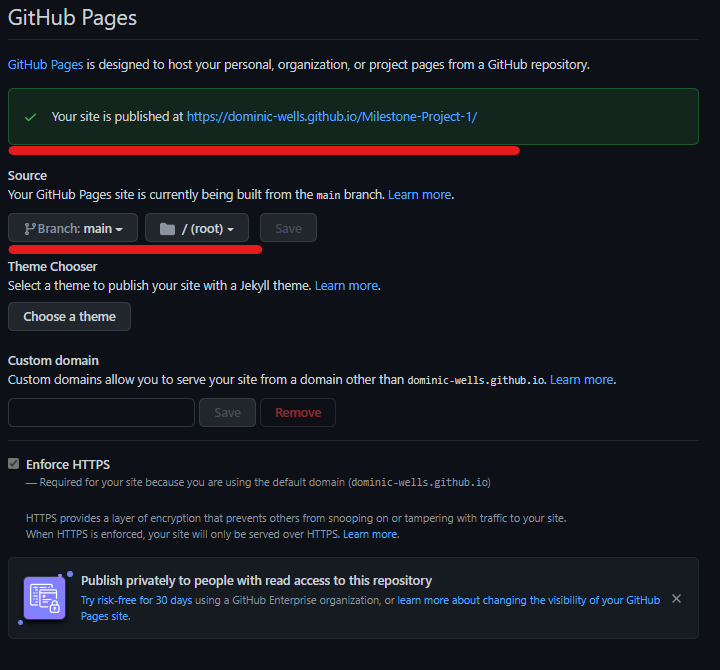 GitHub Pages
GitHub Pages is designed to host your personal, organization, or project pages from a GitHub repository.
Your site is published at https://dominic-wells.github.io/Milestone-Project-1/
Source
Your GitHub Pages site is currently being built from the main branch. Learn more.
Branch: main
/ (root)
Save
Theme Chooser
Select a theme to publish your site with a Jekyll theme. Learn more.
Choose a theme
Custom domain
Custom domains allow you to serve your site from a domain other than dominic-wells.github.io. Learn more.
Save
Remove
Enforce HTTPS
— Required for your site because you are using the default domain (dominic-wells.github.io)
HTTPS provides a layer of encryption that prevents others from snooping on or tampering with traffic to your site.
When HTTPS is enforced, your site will only be served over HTTPS. Learn more.
Publish privately to people with read access to this repository
Try risk-free for 30 days using a GitHub Enterprise organization, or learn more about changing the visibility of your GitHub
Pages site.